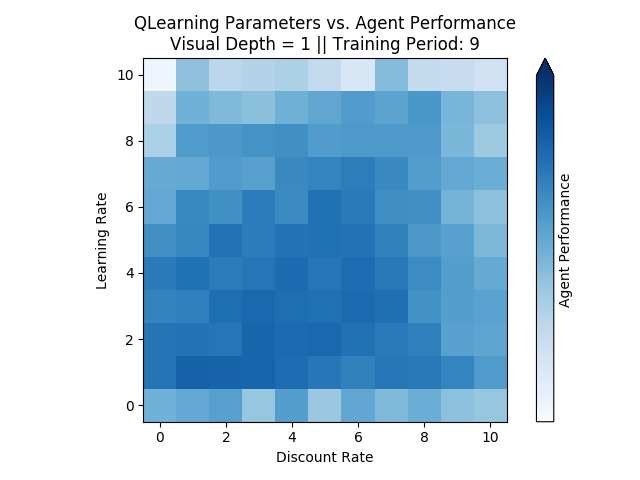 QLearning Parameters vs. Agent Performance
Visual Depth = 1 || Training Period: 9
10
8
6
4
2
0
Learning Rate
0 2 4 6 8 10
Discount Rate
Agent Performance